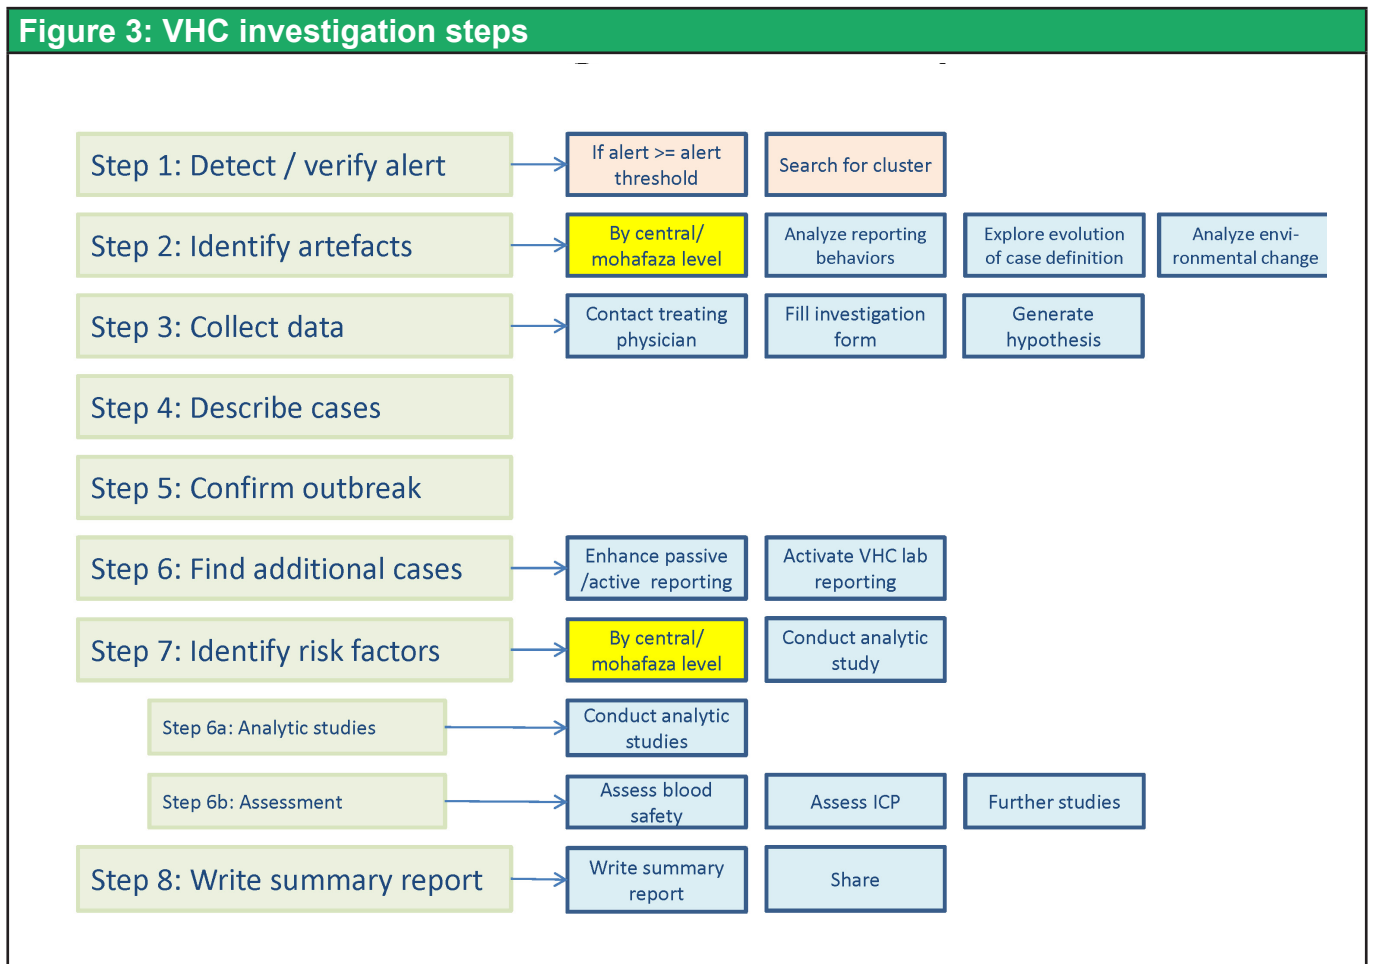 Figure 3: VHC investigation steps
Step 1: Detect / verify alert
If alert >= alert
threshold
Search for cluster
Step 2: Identify artefacts
By central/
mohafaza level
Analyze reporting
behaviors
Explore evolution
of case definition
Analyze envi-
ronmental change
Step 3: Collect data
Contact treating
physician
Fill investigation
form
Generate
hypothesis
Step 4: Describe cases
Step 5: Confirm outbreak
Step 6: Find additional cases
Enhance passive
/active reporting
Activate VHC lab
reporting
Step 7: Identify risk factors
By central/
mohafaza level
Conduct analytic
study
Step 6a: Analytic studies
Conduct analytic
studies
Step 6b: Assessment
Assess blood
safety
Assess ICP
Further studies
Step 8: Write summary report
Write summary
report
Share